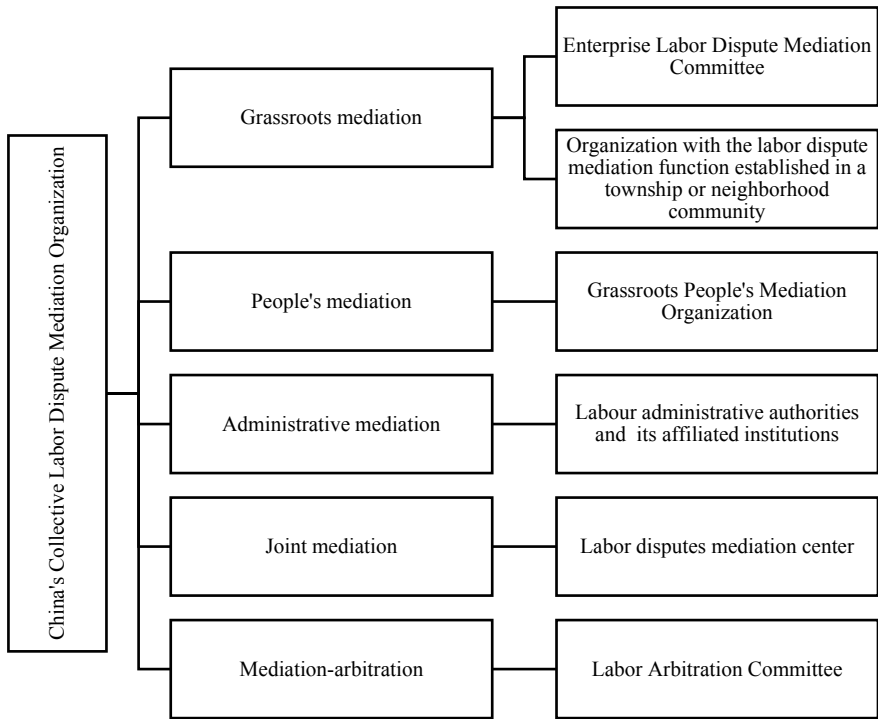 China's Collective Labor Dispute Mediation Organization
Grassroots mediation
Enterprise Labor Dispute Mediation
Committee
Organization with the labor dispute
mediation function established in a
township or neighborhood
community
People's mediation
Grassroots People's Mediation
Organization
Administrative mediation
Labour administrative authorities
and its affiliated institutions
Joint mediation
Labor disputes mediation center
Mediation-arbitration
Labor Arbitration Committee